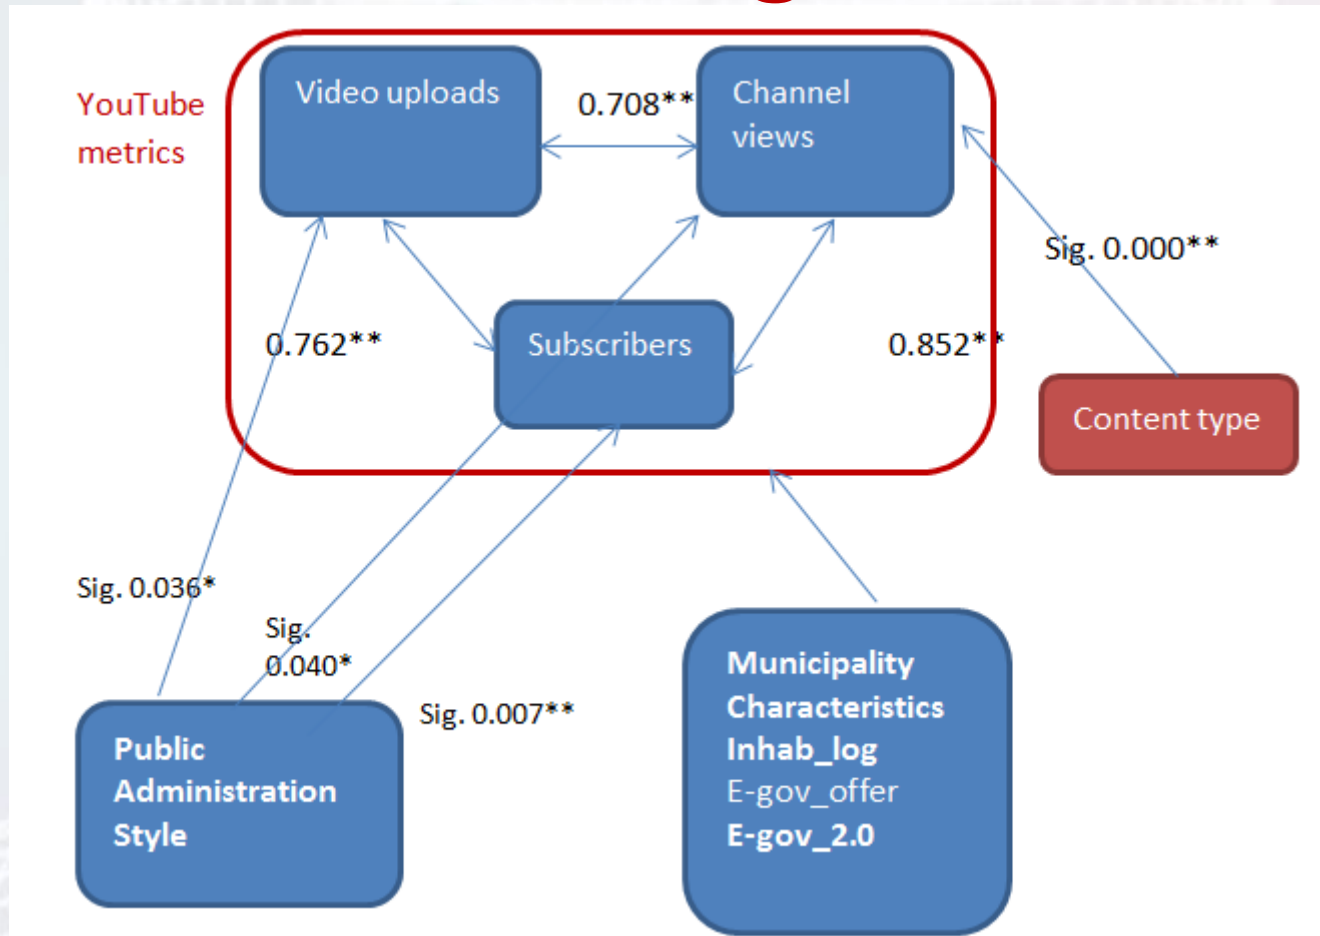 YouTube
metrics
Video uploads
0.708**
Channel
views
Sig. 0.000**
0.762**
Subscribers
0.852**
Content type
Sig. 0.036*
Sig.
0.040*
Sig. 0.007**
Public
Administration
Style
Municipality
Characteristics
Inhab_log
E-gov_offer
E-gov_2.0